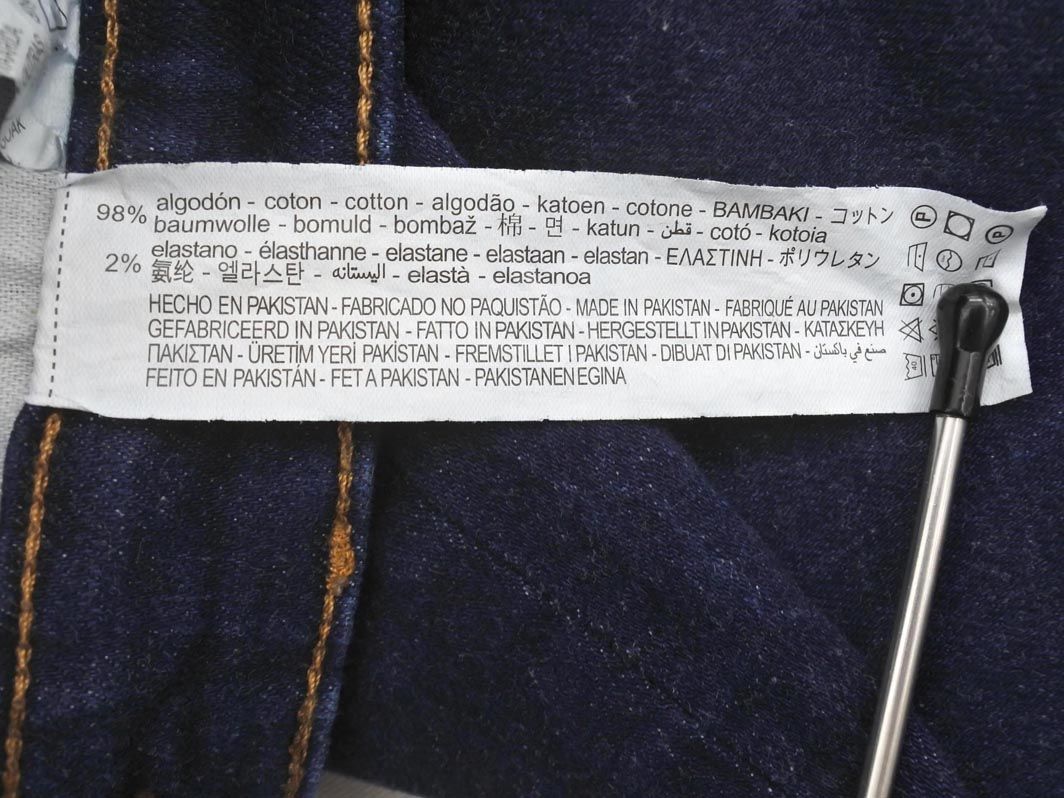 98% algodón - coton - cotton - algodão - katoen - cotone - BAMBAKI - コットン
baumwolle - bomuld - bombaž - 棉 - 면 - katun - قطن - cotó - kotoia
2% elastano - élasthanne - elastane - elastaan - elastan - ΕΛΑΣΤΙΝΗ - ポリウレタン
氨纶 - 엘라스탄 - اليستانه - elastà - elastanoa
HECHO EN PAKISTAN - FABRICADO NO PAQUISTÃO - MADE IN PAKISTAN - FABRIQUÉ AU PAKISTAN
GEFABRICEERD IN PAKISTAN - FATTO IN PAKISTAN - HERGESTELLT IN PAKISTAN - ΚΑΤΑΣΚΕΥΗ
ΠΑΚΙΣΤΑΝ - ÜRETİM YERİ PAKİSTAN - FREMSTILLET I PAKISTAN - DIBUAT DI PAKISTAN - صنع في باكستان
FEITO EN PAKISTÁN - FET A PAKISTAN - PAKISTANEN EGINA